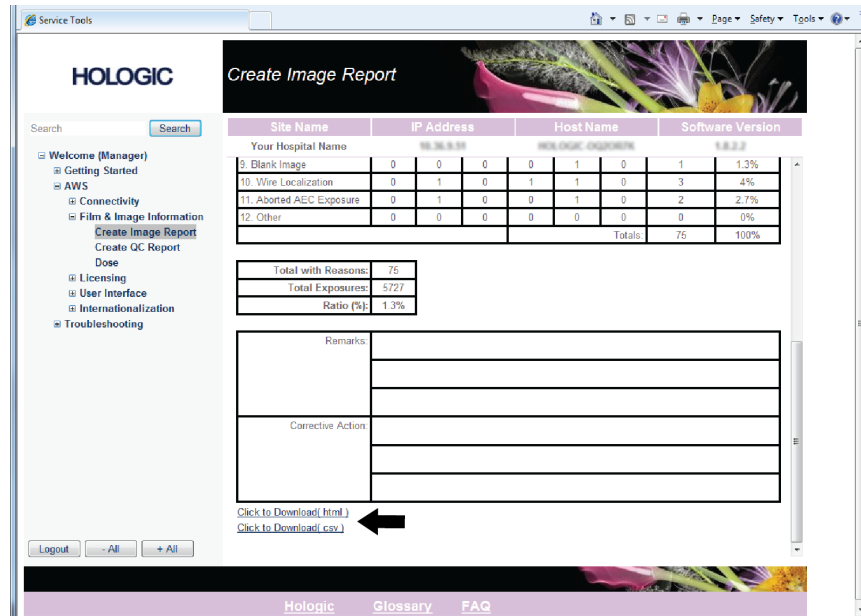 Service Tools
Page Safety Tools
HOLOGIC
Create Image Report
Search Search
Site Name IP Address Host Name Software Version
Your Hospital Name
Welcome (Manager)
Getting Started
AWS
Connectivity
Film & Image Information
Create Image Report
Create QC Report
Dose
Licensing
User Interface
Internationalization
Troubleshooting
9. Blank Image 0 0 0 0 1 0 1 1.3%
10. Wire Localization 0 1 0 1 1 0 3 4%
11. Aborted AEC Exposure 0 1 0 0 1 0 2 2.7%
12. Other 0 0 0 0 0 0 0 0%
Totals: 75 100%
Total with Reasons: 75
Total Exposures: 5727
Ratio (%): 1.3%
Remarks:
Corrective Action:
Click to Download( html )
Click to Download( csv )
Logout - All + All
Hologic Glossary FAQ